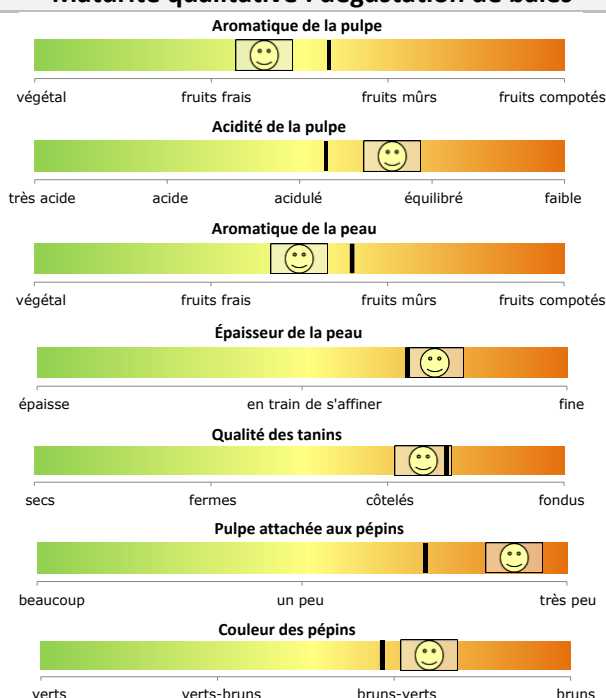 Maturité qualitative : dégustation de baies
Aromatique de la pulpe
végétal fruits frais fruits mûrs fruits compotés
Acidité de la pulpe
très acide acide acidulé équilibré faible
Aromatique de la peau
végétal fruits frais fruits mûrs fruits compotés
Épaisseur de la peau
épaisse en train de s'affiner fine
Qualité des tanins
secs fermes côtelés fondus
Pulpe attachée aux pépins
beaucoup un peu très peu
Couleur des pépins
verts verts-bruns bruns-verts bruns